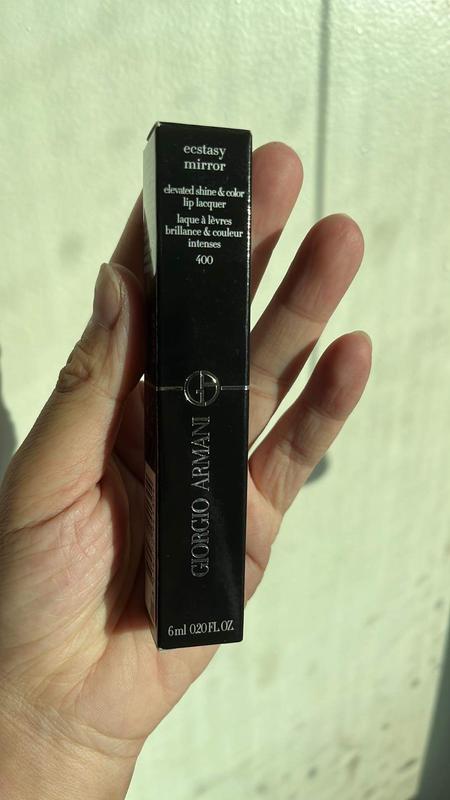 ecstasy
mirror
elevated shine & color
lip lacquer
laque à lèvres
brillance & couleur
intenses
400
GIORGIO ARMANI
6 ml 0.20 FL. OZ.